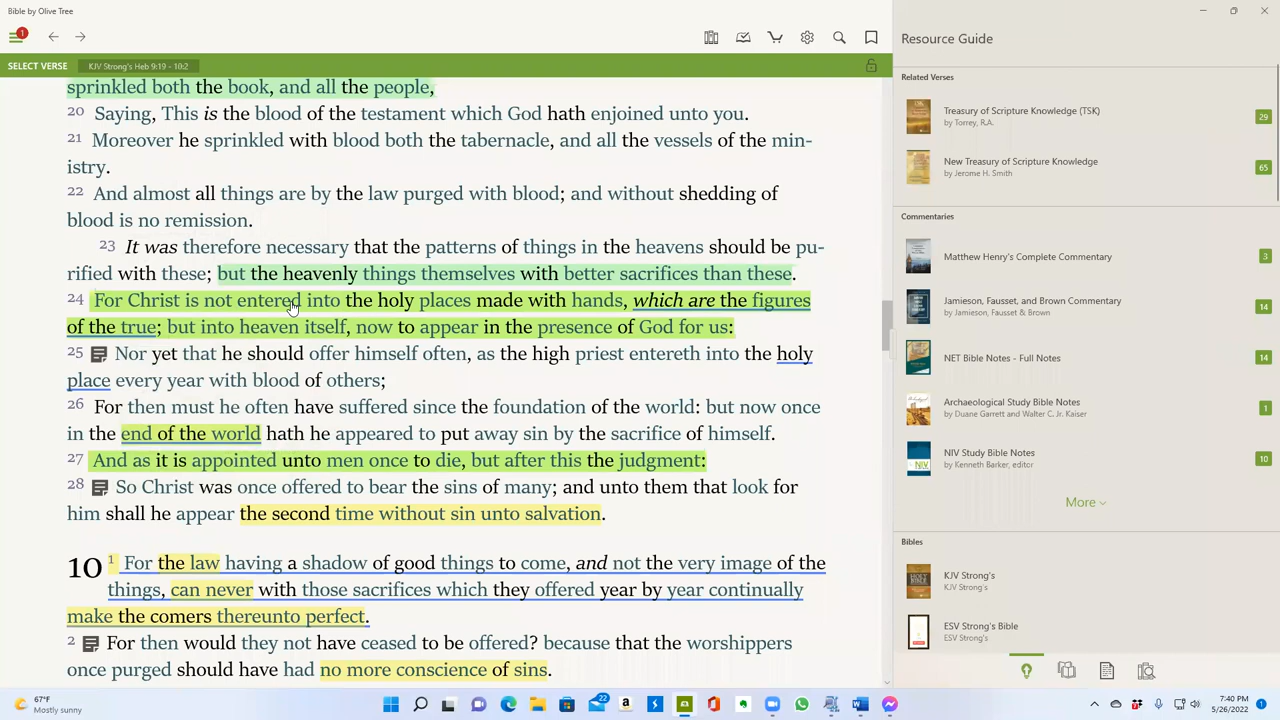 Bible by Olive Tree
1
SELECT VERSE KJV Strong's Heb 9:19 - 10:2
sprinkled both the book, and all the people,
20 Saying, This is the blood of the testament which God hath enjoined unto you.
21 Moreover he sprinkled with blood both the tabernacle, and all the vessels of the min-
istry.
22 And almost all things are by the law purged with blood; and without shedding of
blood is no remission.
23 It was therefore necessary that the patterns of things in the heavens should be pu-
rified with these; but the heavenly things themselves with better sacrifices than these.
24 For Christ is not entered into the holy places made with hands, which are the figures
of the true; but into heaven itself, now to appear in the presence of God for us:
25 Nor yet that he should offer himself often, as the high priest entereth into the holy
place every year with blood of others;
26 For then must he often have suffered since the foundation of the world: but now once
in the end of the world hath he appeared to put away sin by the sacrifice of himself.
27 And as it is appointed unto men once to die, but after this the judgment:
28 So Christ was once offered to bear the sins of many; and unto them that look for
him shall he appear the second time without sin unto salvation.
10 1 For the law having a shadow of good things to come, and not the very image of the
things, can never with those sacrifices which they offered year by year continually
make the comers thereunto perfect.
2 For then would they not have ceased to be offered? because that the worshippers
once purged should have had no more conscience of sins.
Resource Guide
Related Verses
Treasury of Scripture Knowledge (TSK)
by Torrey, R.A.
29
New Treasury of Scripture Knowledge
by Jerome H. Smith
65
Commentaries
Matthew Henry's Complete Commentary
3
Jamieson, Fausset, and Brown Commentary
by Jamieson, Fausset & Brown
14
NET Bible Notes - Full Notes
14
Archaeological Study Bible Notes
by Duane Garrett and Walter C. Jr. Kaiser
1
NIV Study Bible Notes
by Kenneth Barker, editor
10
More
Bibles
KJV Strong's
KJV Strong's
ESV Strong's Bible
ESV Strong's
67°F
Mostly sunny
22
7:40 PM
5/26/2022
1